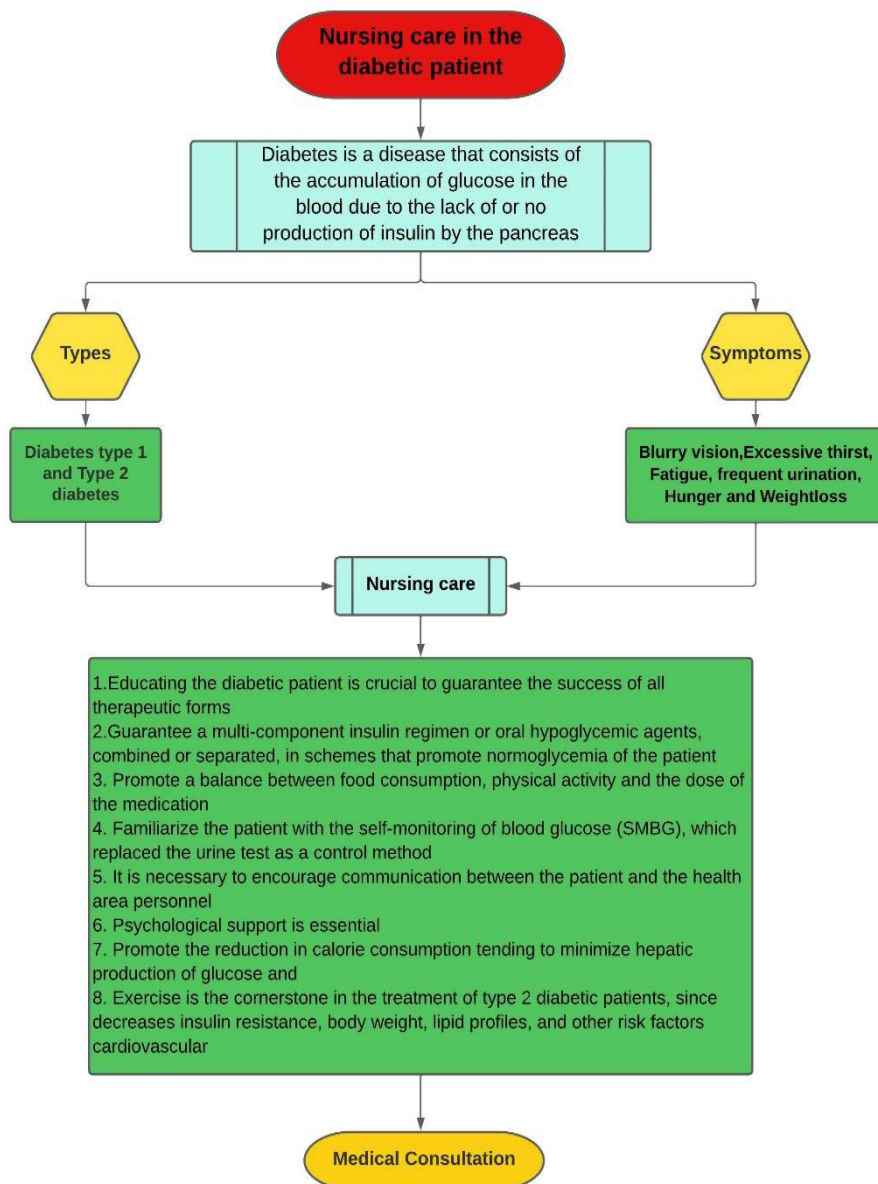 Nursing care in the
diabetic patient
Diabetes is a disease that consists of
the accumulation of glucose in the
blood due to the lack of or no
production of insulin by the pancreas
Types
Symptoms
Diabetes type 1
and Type 2
diabetes
Blurry vision,Excessive thirst,
Fatigue, frequent urination,
Hunger and Weightloss
Nursing care
1.Educating the diabetic patient is crucial to guarantee the success of all
therapeutic forms
2.Guarantee a multi-component insulin regimen or oral hypoglycemic agents,
combined or separated, in schemes that promote normoglycemia of the patient
3. Promote a balance between food consumption, physical activity and the dose of
the medication
4. Familiarize the patient with the self-monitoring of blood glucose (SMBG), which
replaced the urine test as a control method
5. It is necessary to encourage communication between the patient and the health
area personnel
6. Psychological support is essential
7. Promote the reduction in calorie consumption tending to minimize hepatic
production of glucose and
8. Exercise is the cornerstone in the treatment of type 2 diabetic patients, since
decreases insulin resistance, body weight, lipid profiles, and other risk factors
cardiovascular
Medical Consultation